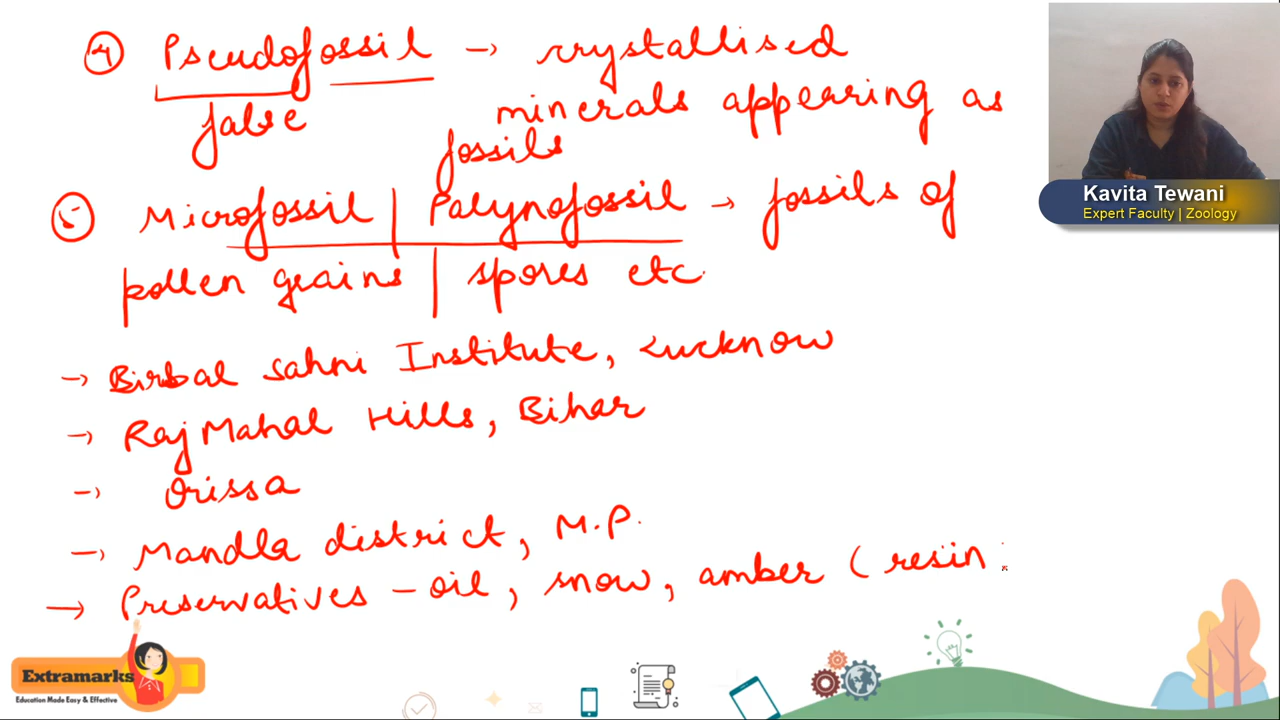 ④ Pseudofossil → crystallised
false minerals appearing as
fossils
⑤ Microfossil | Palynofossil → fossils of
pollen grains | spores etc.
→ Birbal Sahni Institute, Lucknow
→ Raj Mahal Hills, Bihar
→ Orissa
→ Mandla district, M.P.
→ Preservatives - oil, snow, amber (resin
Kavita Tewani
Expert Faculty | Zoology
Extramarks
Education Made Easy & Effective